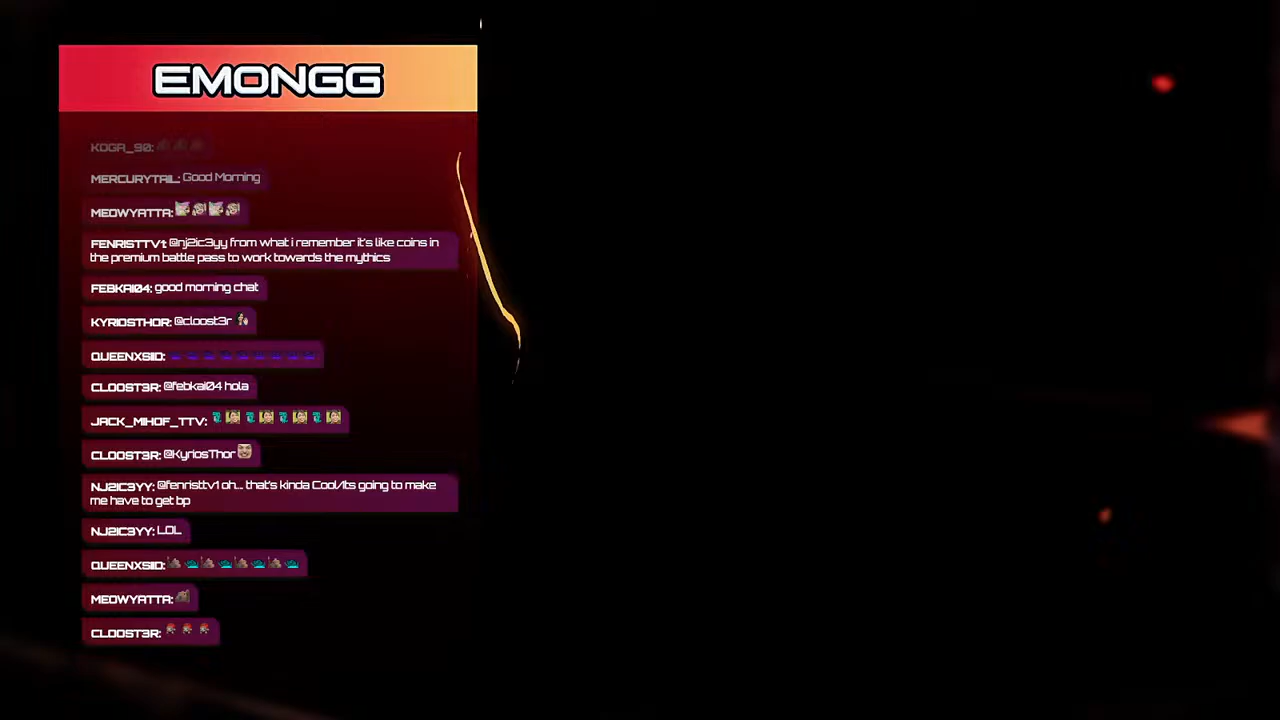 EMONGG
KOGA_90:
MERCURYTAIL: Good Morning
MEOWYATTA:
FENRISTTV1: @nj2ic3yy from what i remember it's like coins in
the premium battle pass to work towards the mythics
FEBKAI04: good morning chat
KYRIOSTHOR: @cloost3r
QUEENXSIID:
CLOOST3R: @febkai04 hola
JACK_MIHOF_TTV:
CLOOST3R: @KyriosThor
NJ2IC3YY: @fenristtv1 oh... that's kinda Cool/Its going to make
me have to get bp
NJ2IC3YY: LOL
QUEENXSIID:
MEOWYATTA:
CLOOST3R: